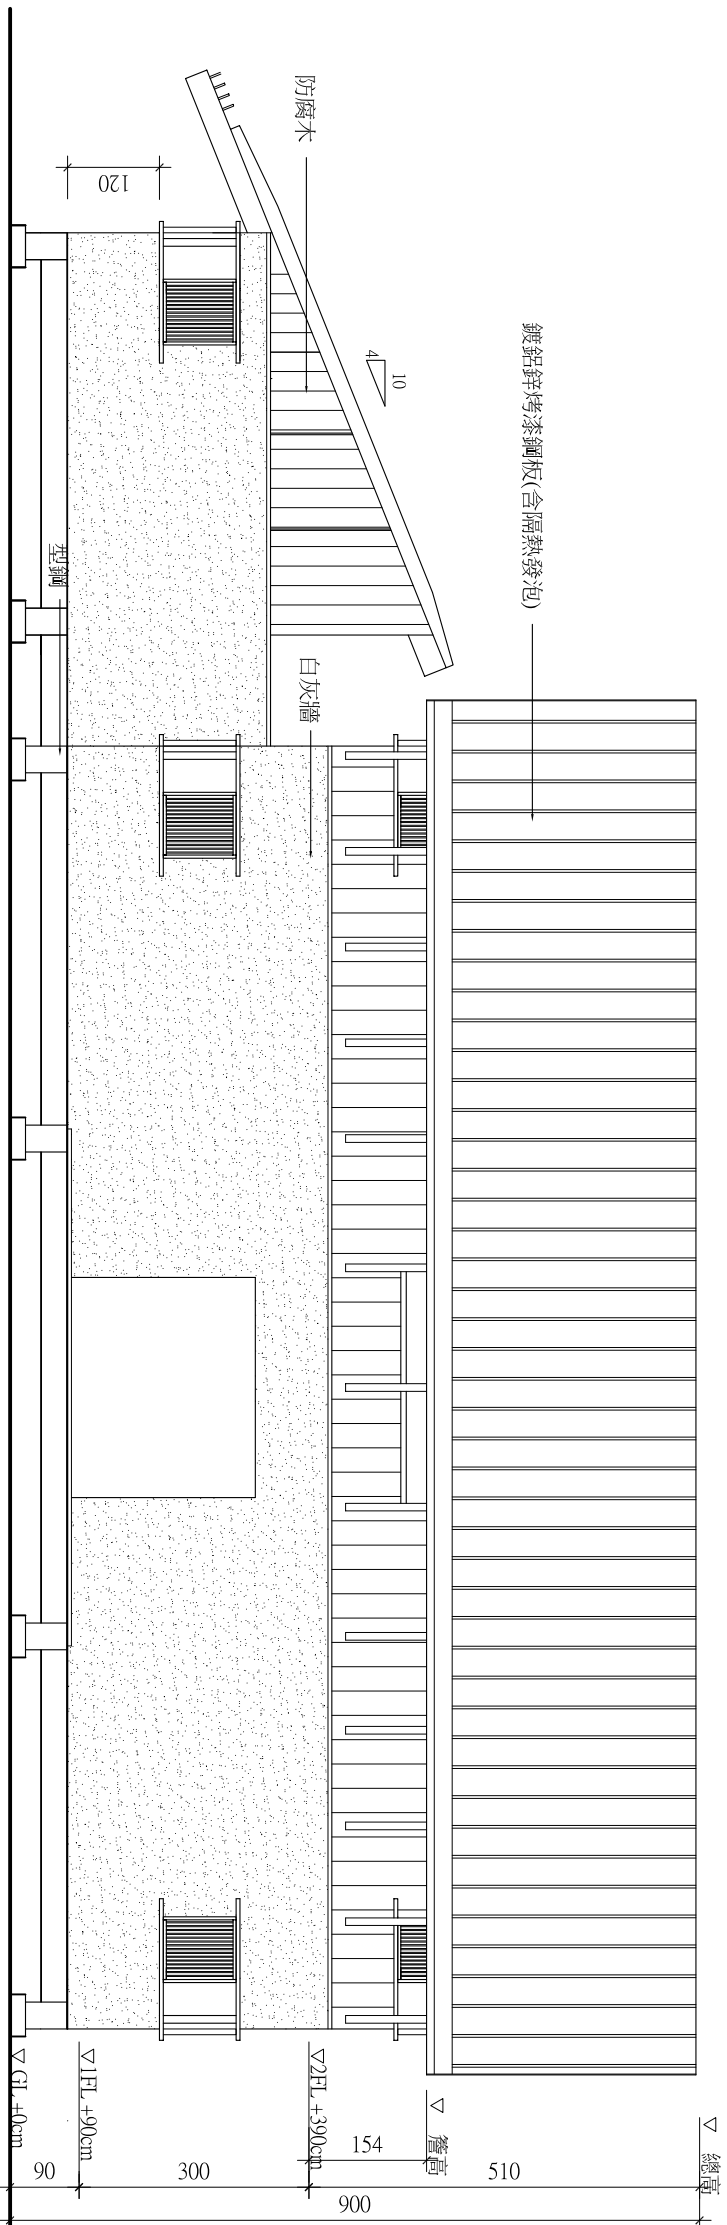 防腐木
120
10
4
鍍鋁鋅烤漆鋼板(含隔熱發泡)
型鋼
白灰牆
▽ 總高
▽ 簷高
▽2FL +390cm
▽1FL +90cm
▽ GL +0cm
510
154
300
90
900